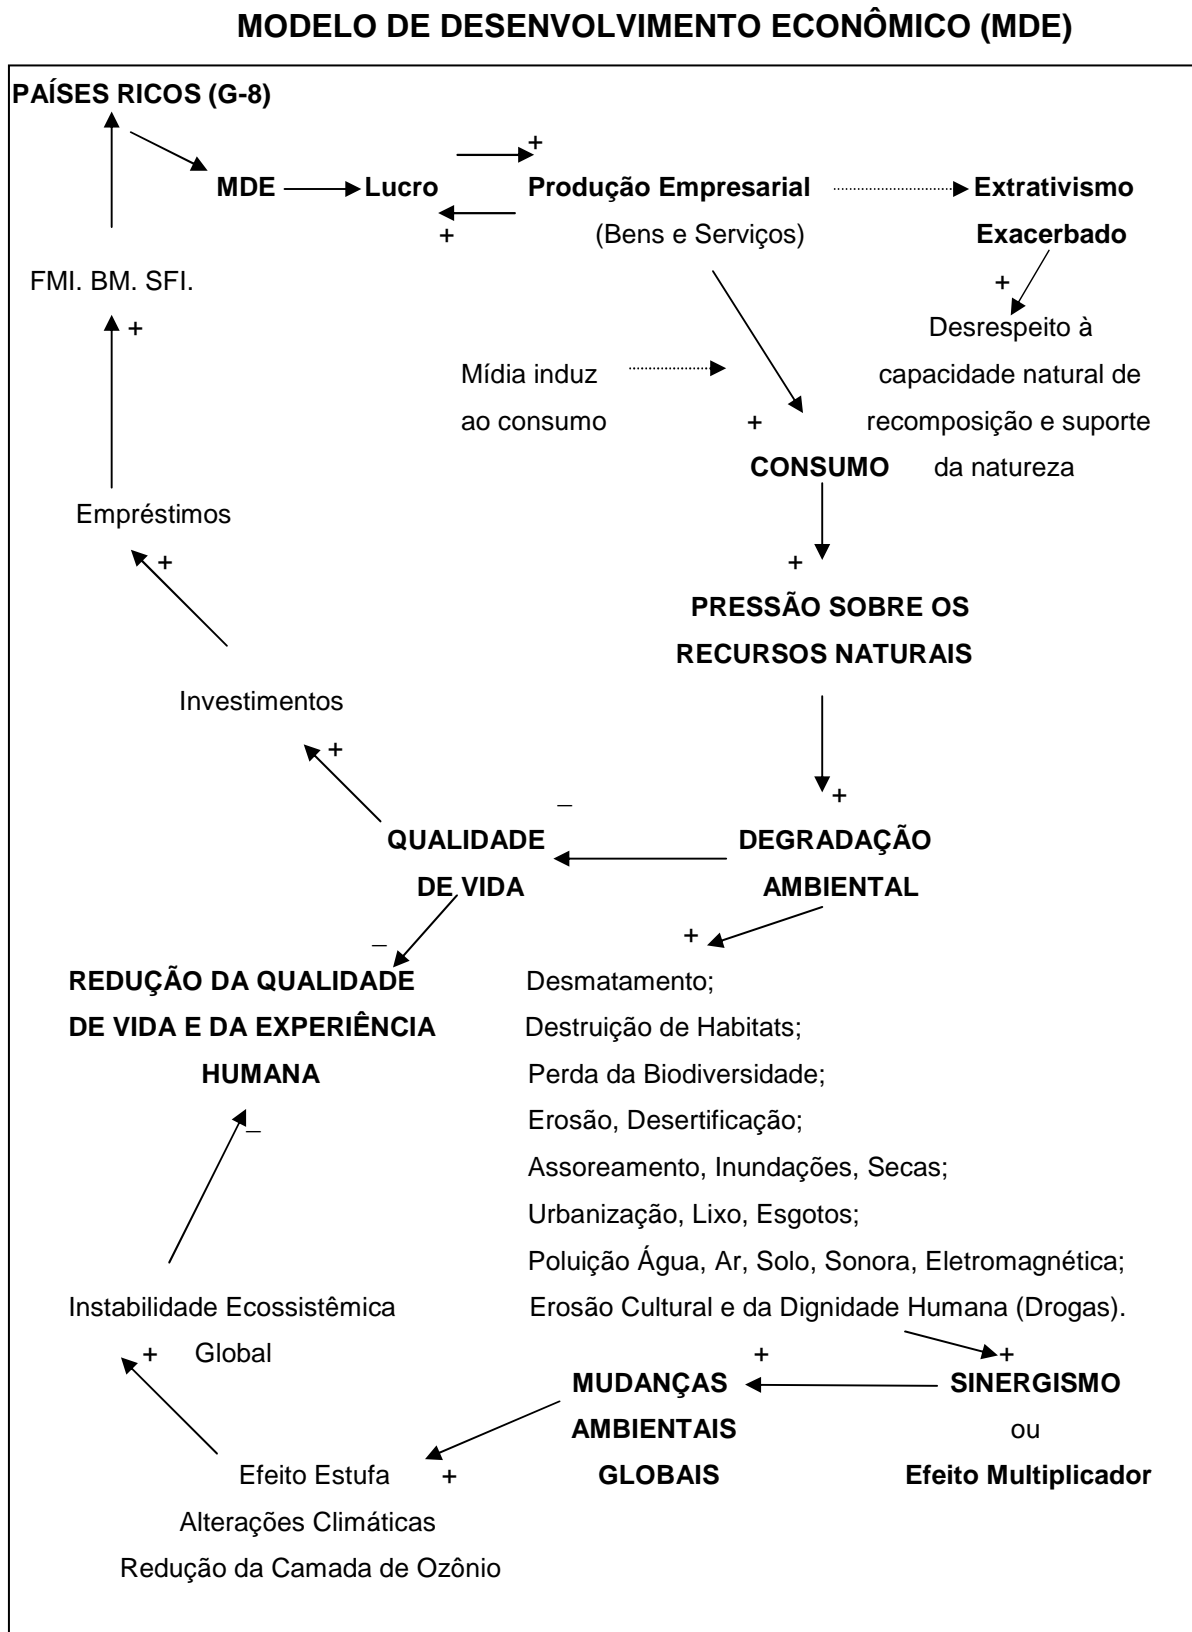 MODELO DE DESENVOLVIMENTO ECONÔMICO (MDE)
PAÍSES RICOS (G-8)
+
MDE Lucro Produção Empresarial Extrativismo
+ (Bens e Serviços) Exacerbado
FMI. BM. SFI. +
+ Desrespeito à
Mídia induz capacidade natural de
ao consumo + recomposição e suporte
CONSUMO da natureza
Empréstimos
+ +
PRESSÃO SOBRE OS
RECURSOS NATURAIS
Investimentos
+
– +
QUALIDADE DEGRADAÇÃO
DE VIDA AMBIENTAL
– +
REDUÇÃO DA QUALIDADE Desmatamento;
DE VIDA E DA EXPERIÊNCIA Destruição de Habitats;
HUMANA Perda da Biodiversidade;
– Erosão, Desertificação;
Assoreamento, Inundações, Secas;
Urbanização, Lixo, Esgotos;
Poluição Água, Ar, Solo, Sonora, Eletromagnética;
Instabilidade Ecossistêmica Erosão Cultural e da Dignidade Humana (Drogas).
+ Global + +
MUDANÇAS SINERGISMO
AMBIENTAIS ou
Efeito Estufa + GLOBAIS Efeito Multiplicador
Alterações Climáticas
Redução da Camada de Ozônio